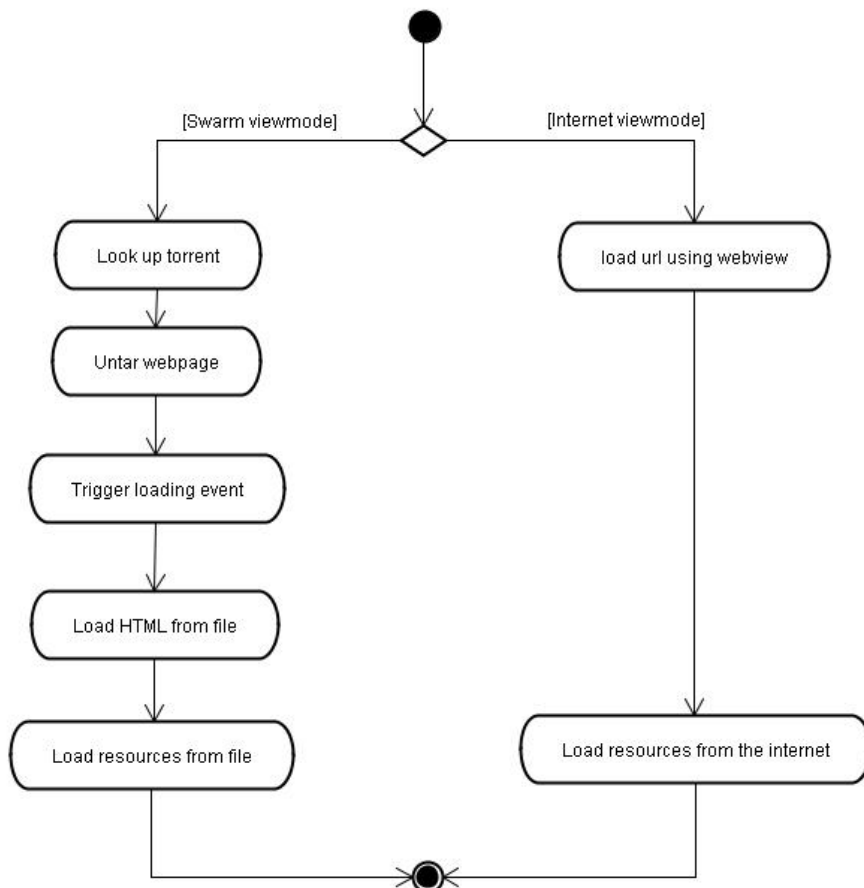 [Swarm viewmode]
[Internet viewmode]
Look up torrent
load url using webview
Untar webpage
Trigger loading event
Load HTML from file
Load resources from file
Load resources from the internet